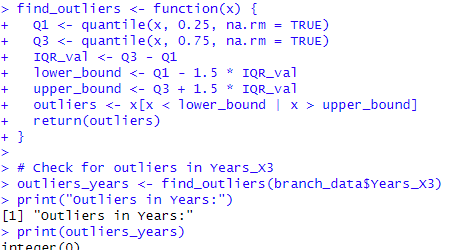 > find_outliers <- function(x) {
+   Q1 <- quantile(x, 0.25, na.rm = TRUE)
+   Q3 <- quantile(x, 0.75, na.rm = TRUE)
+   IQR_val <- Q3 - Q1
+   lower_bound <- Q1 - 1.5 * IQR_val
+   upper_bound <- Q3 + 1.5 * IQR_val
+   outliers <- x[x < lower_bound | x > upper_bound]
+   return(outliers)
+ }
>
> # Check for outliers in Years_X3
> outliers_years <- find_outliers(branch_data$Years_X3)
> print("Outliers in Years:")
[1] "Outliers in Years:"
> print(outliers_years)
integer(0)